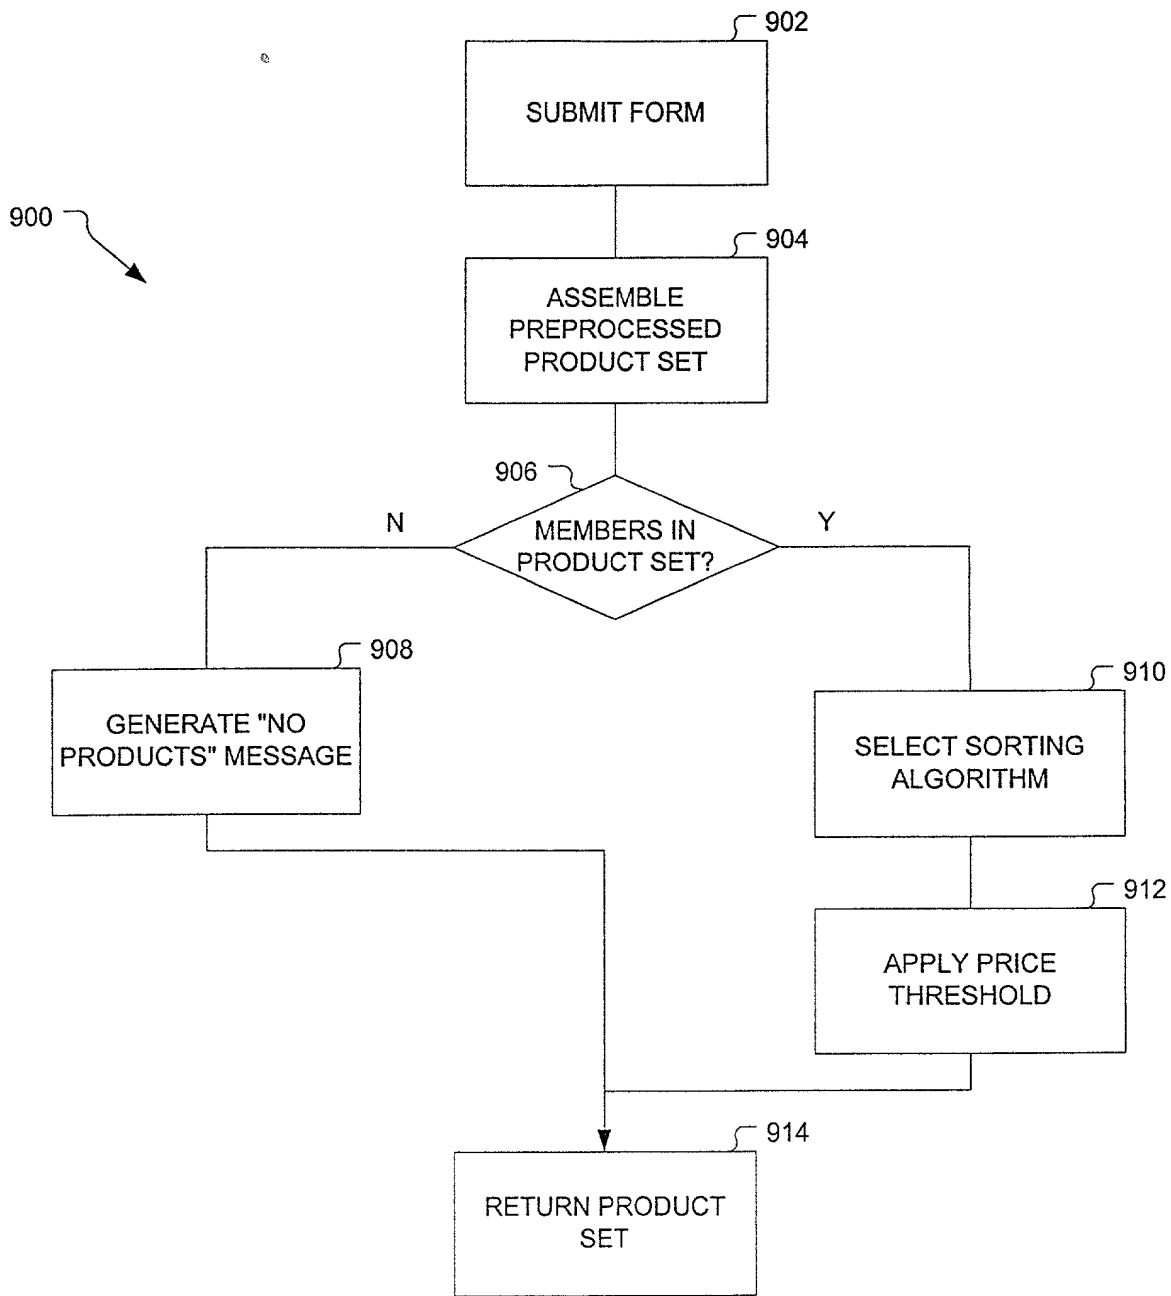 902
SUBMIT FORM
900
904
ASSEMBLE
PREPROCESSED
PRODUCT SET
906
N
MEMBERS IN
PRODUCT SET?
Y
908
GENERATE "NO
PRODUCTS" MESSAGE
910
SELECT SORTING
ALGORITHM
912
APPLY PRICE
THRESHOLD
914
RETURN PRODUCT
SET